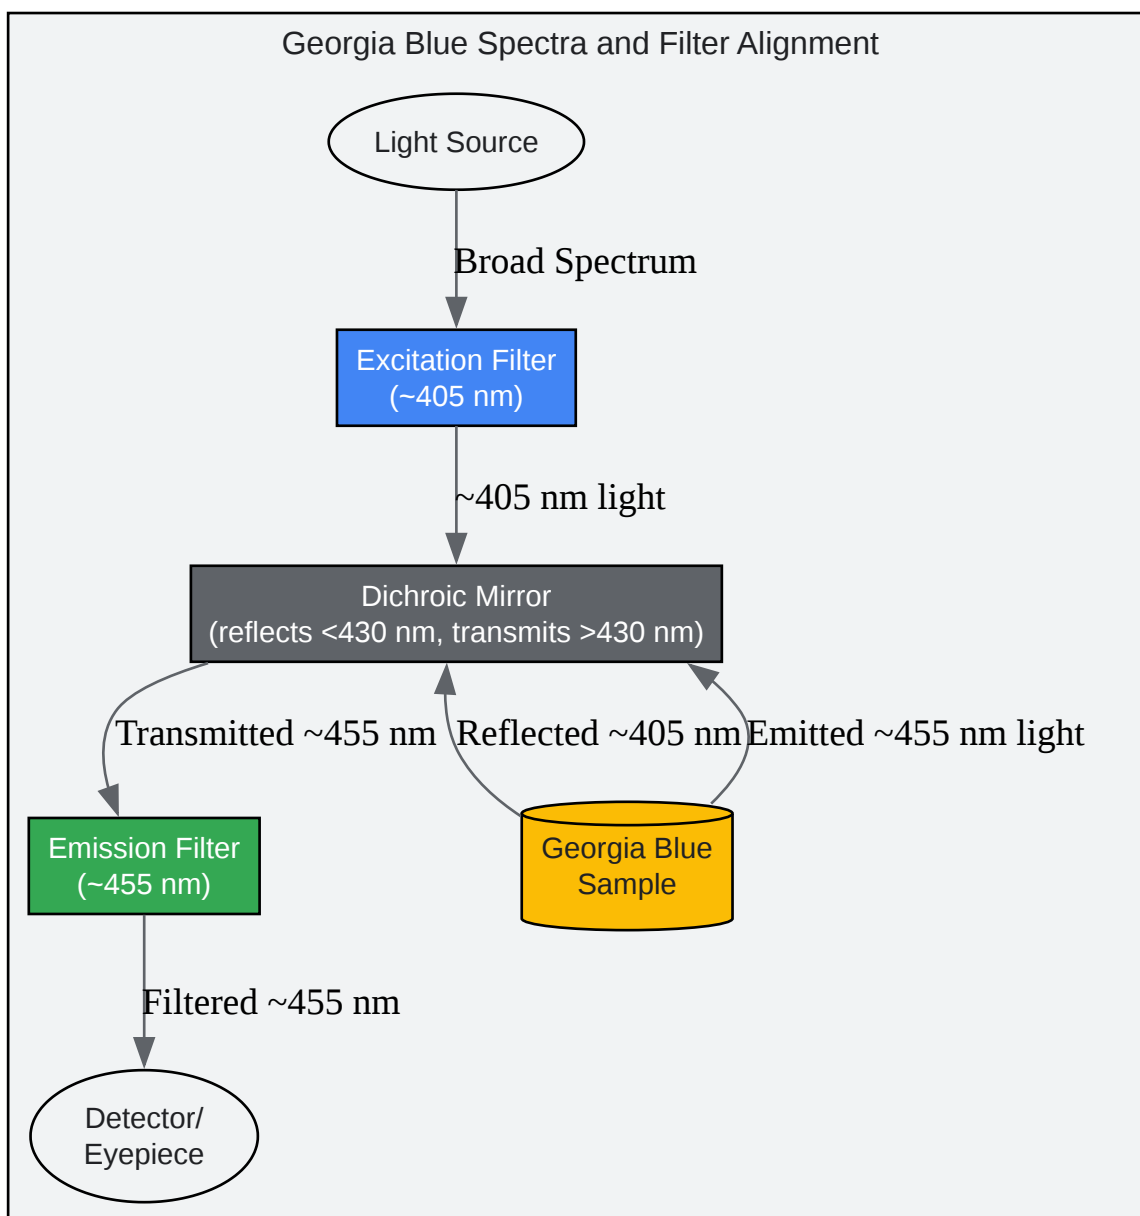 Georgia Blue Spectra and Filter Alignment
Light Source
Broad Spectrum
Excitation Filter
(~405 nm)
~405 nm light
Dichroic Mirror
(reflects <430 nm, transmits >430 nm)
Transmitted ~455 nm
Reflected ~405 nm
Emitted ~455 nm light
Emission Filter
(~455 nm)
Georgia Blue
Sample
Filtered ~455 nm
Detector/
Eyepiece